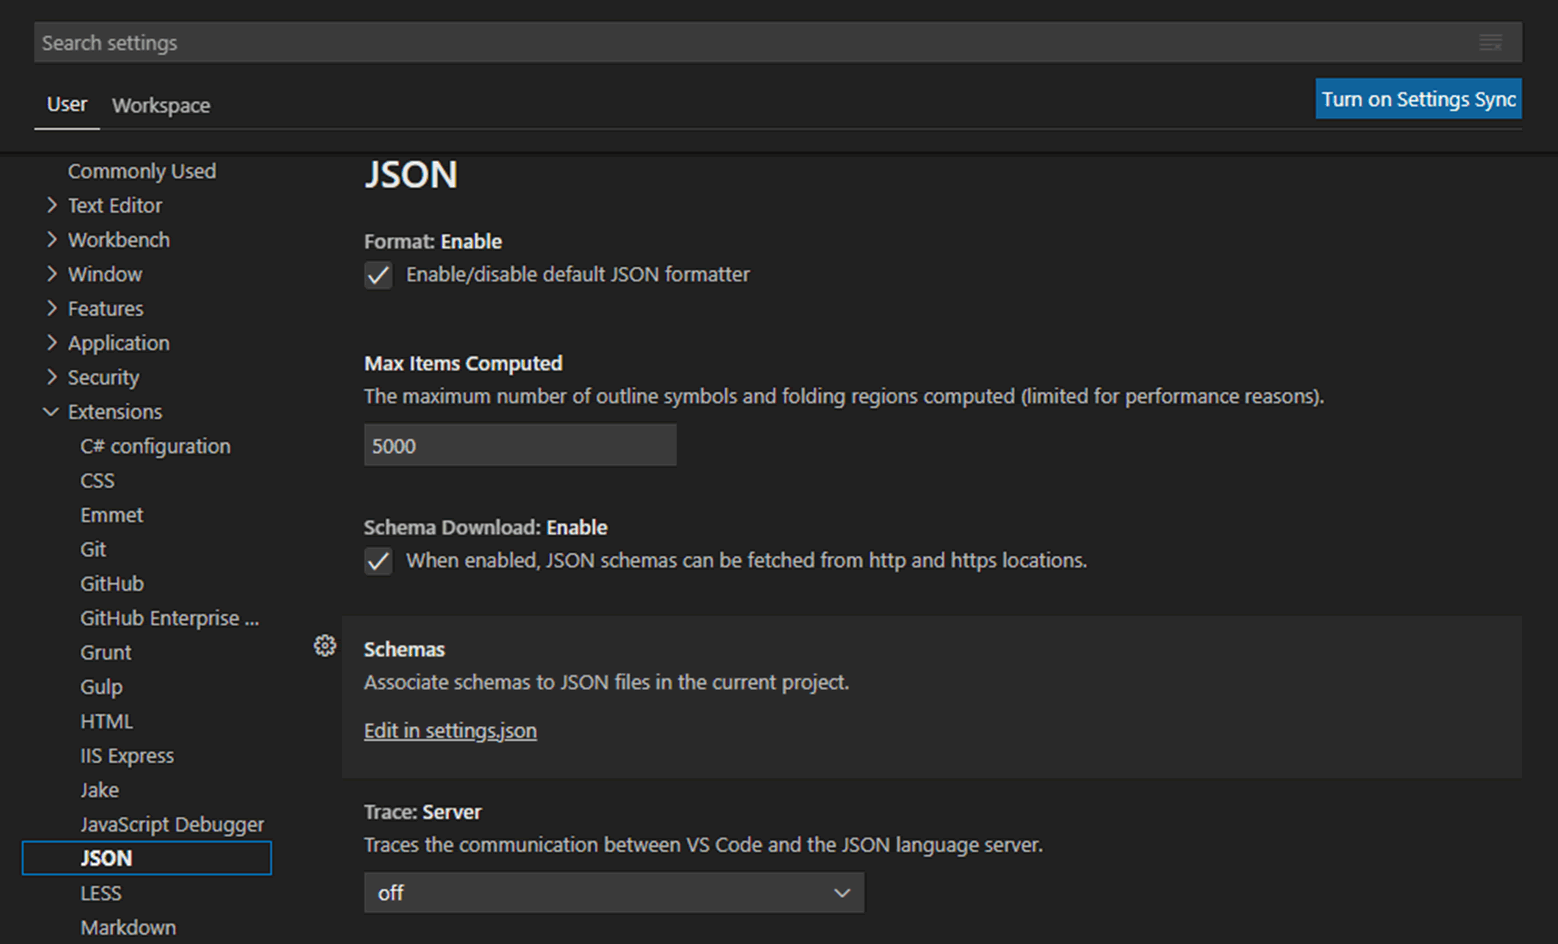 Search settings
User
Workspace
Turn on Settings Sync
Commonly Used
Text Editor
Workbench
Window
Features
Application
Security
Extensions
C# configuration
CSS
Emmet
Git
GitHub
GitHub Enterprise ...
Grunt
Gulp
HTML
IIS Express
Jake
JavaScript Debugger
JSON
LESS
Markdown
JSON
Format: Enable
Enable/disable default JSON formatter
Max Items Computed
The maximum number of outline symbols and folding regions computed (limited for performance reasons).
5000
Schema Download: Enable
When enabled, JSON schemas can be fetched from http and https locations.
Schemas
Associate schemas to JSON files in the current project.
Edit in settings.json
Trace: Server
Traces the communication between VS Code and the JSON language server.
off